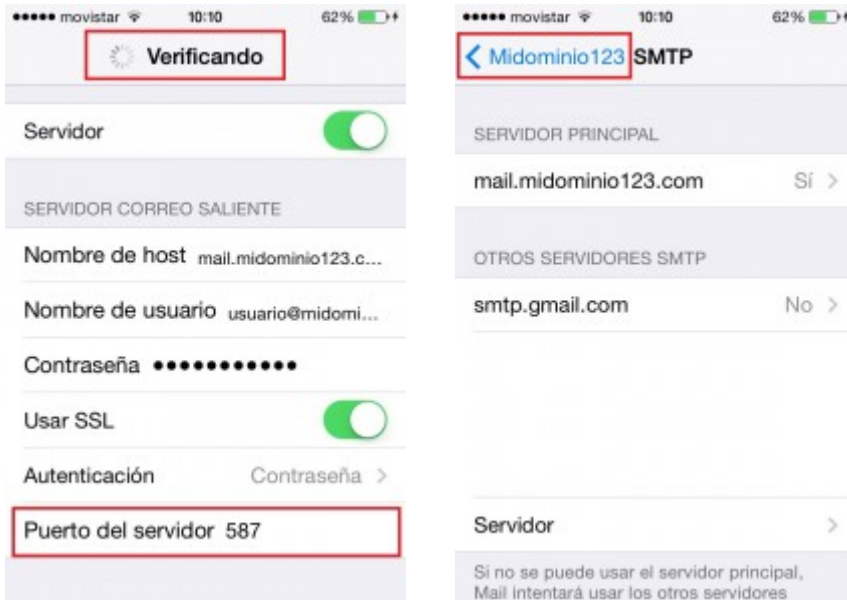 movistar 10:10 62%
Verificando
Servidor
SERVIDOR CORREO SALIENTE
Nombre de host mail.midominio123.c...
Nombre de usuario usuario@midomi...
Contraseña ●●●●●●●●●●●
Usar SSL
Autenticación Contraseña >
Puerto del servidor 587
movistar 10:10 62%
Midominio123 SMTP
SERVIDOR PRINCIPAL
mail.midominio123.com Sí >
OTROS SERVIDORES SMTP
smtp.gmail.com No >
Servidor >
Si no se puede usar el servidor principal,
Mail intentará usar los otros servidores